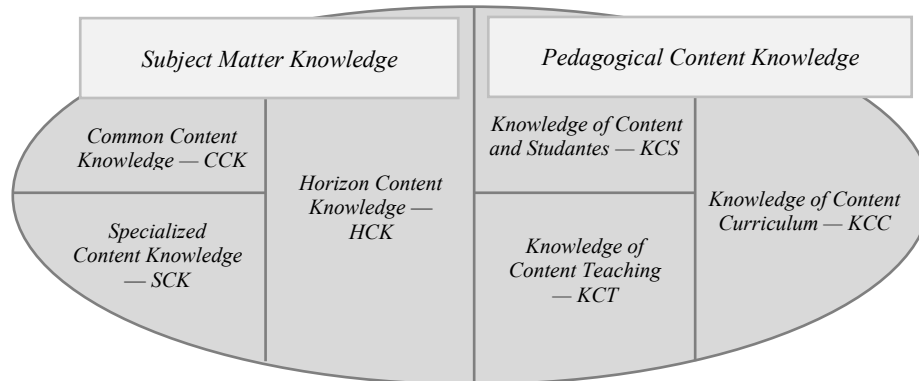 Subject Matter Knowledge
Pedagogical Content Knowledge
Common Content
Knowledge — CCK
Specialized
Content Knowledge
— SCK
Horizon Content
Knowledge —
HCK
Knowledge of Content
and Studantes — KCS
Knowledge of
Content Teaching
— KCT
Knowledge of Content
Curriculum — KCC